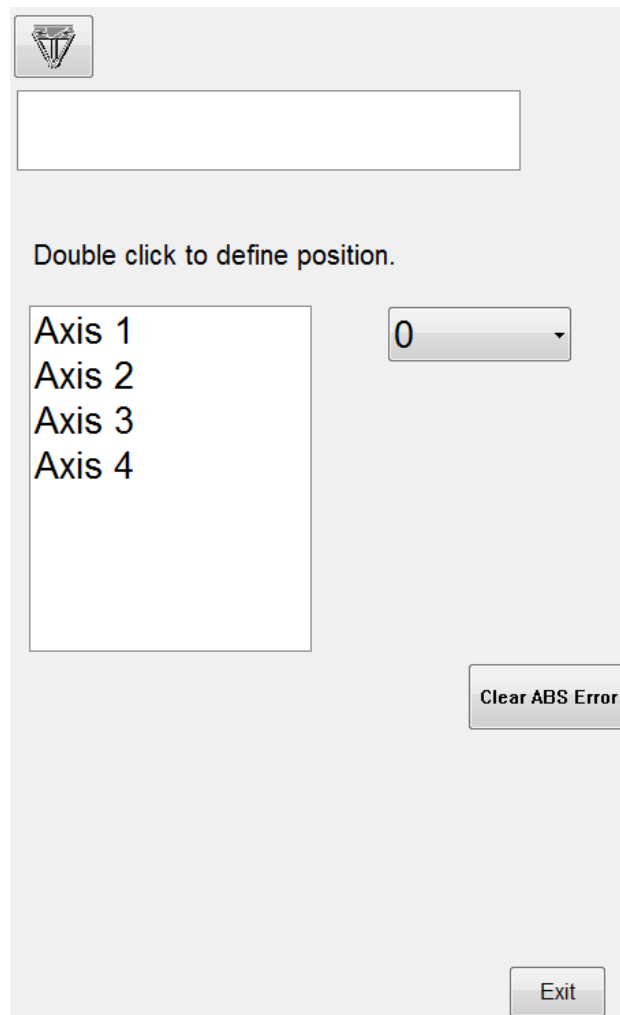 Double click to define position.
Axis 1
0
Axis 2
Axis 3
Axis 4
Clear ABS Error
Exit